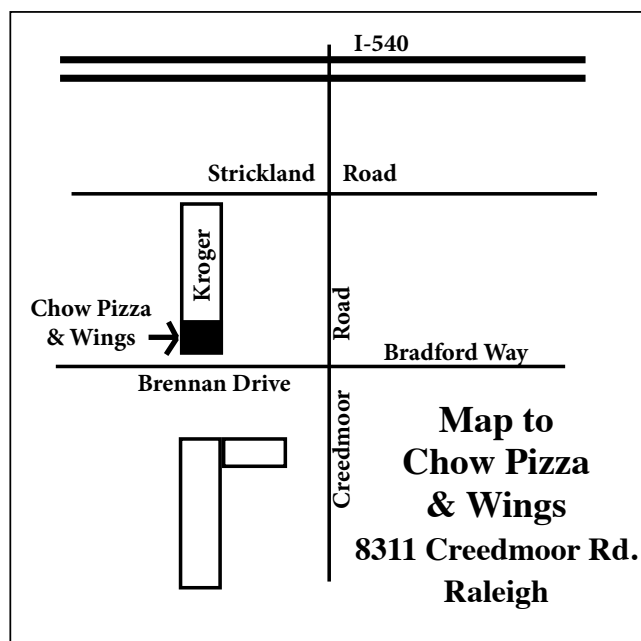 I-540
Strickland Road
Kroger
Chow Pizza
& Wings
Road
Bradford Way
Brennan Drive
Creedmoor
Map to
Chow Pizza
& Wings
8311 Creedmoor Rd.
Raleigh